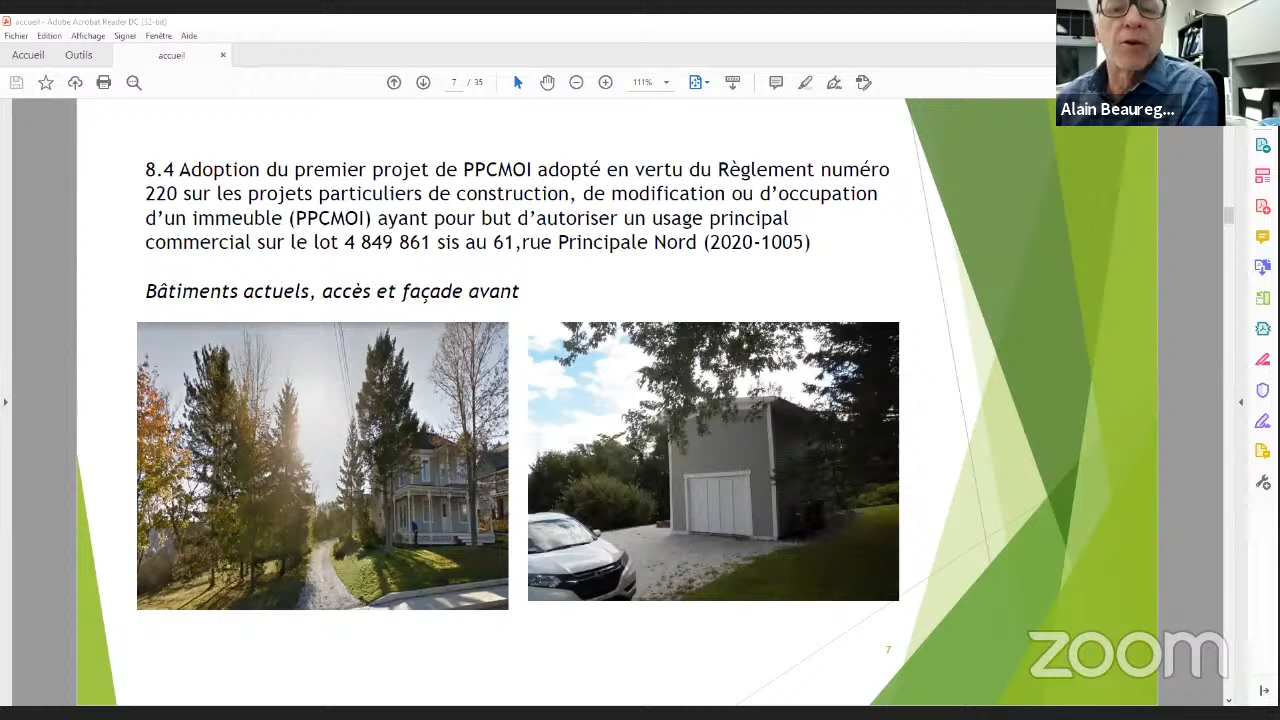 accueil - Adobe Acrobat Reader DC (32-bit)
Fichier Edition Affichage Signer Fenêtre Aide
Accueil Outils accueil ×
7 / 35 111%
Alain Beaureg...
8.4 Adoption du premier projet de PPCMOI adopté en vertu du Règlement numéro
220 sur les projets particuliers de construction, de modification ou d’occupation
d’un immeuble (PPCMOI) ayant pour but d’autoriser un usage principal
commercial sur le lot 4 849 861 sis au 61,rue Principale Nord (2020-1005)
Bâtiments actuels, accès et façade avant
7
zoom